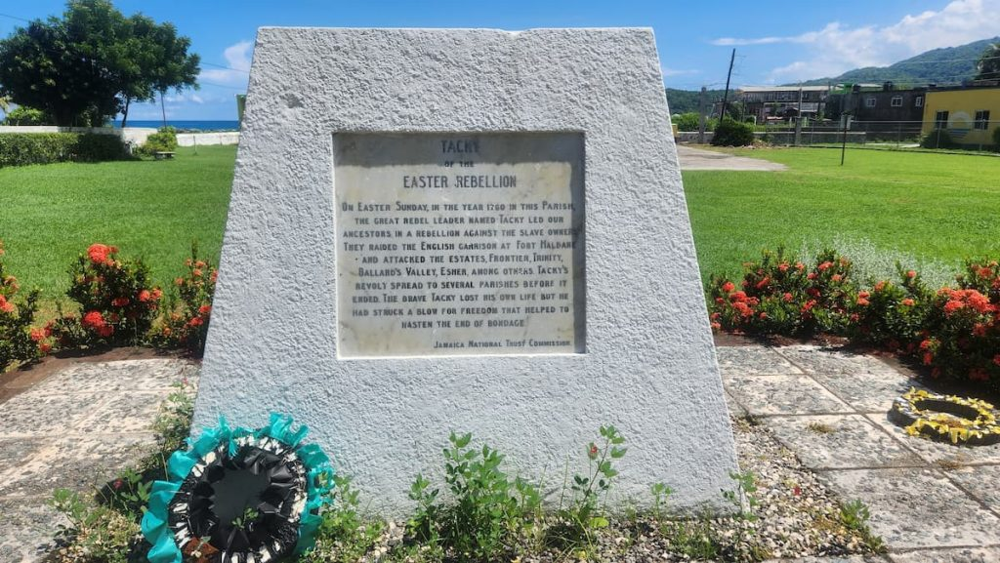 TACKY
OF THE
EASTER REBELLION
ON EASTER SUNDAY, IN THE YEAR 1760 IN THIS PARISH,
THE GREAT REBEL LEADER NAMED TACKY LED OUR
ANCESTORS IN A REBELLION AGAINST THE SLAVE OWNERS
THEY RAIDED THE ENGLISH GARRISON AT FORT HALDANE
AND ATTACKED THE ESTATES, FRONTIER, TRINITY,
BALLARD'S VALLEY, ESHER, AMONG OTHERS TACKY'S
REVOLT SPREAD TO SEVERAL PARISHES BEFORE IT
ENDED. THE BRAVE TACKY LOST HIS OWN LIFE BUT HE
HAD STRUCK A BLOW FOR FREEDOM THAT HELPED TO
HASTEN THE END OF BONDAGE
JAMAICA NATIONAL TRUST COMMISSION.